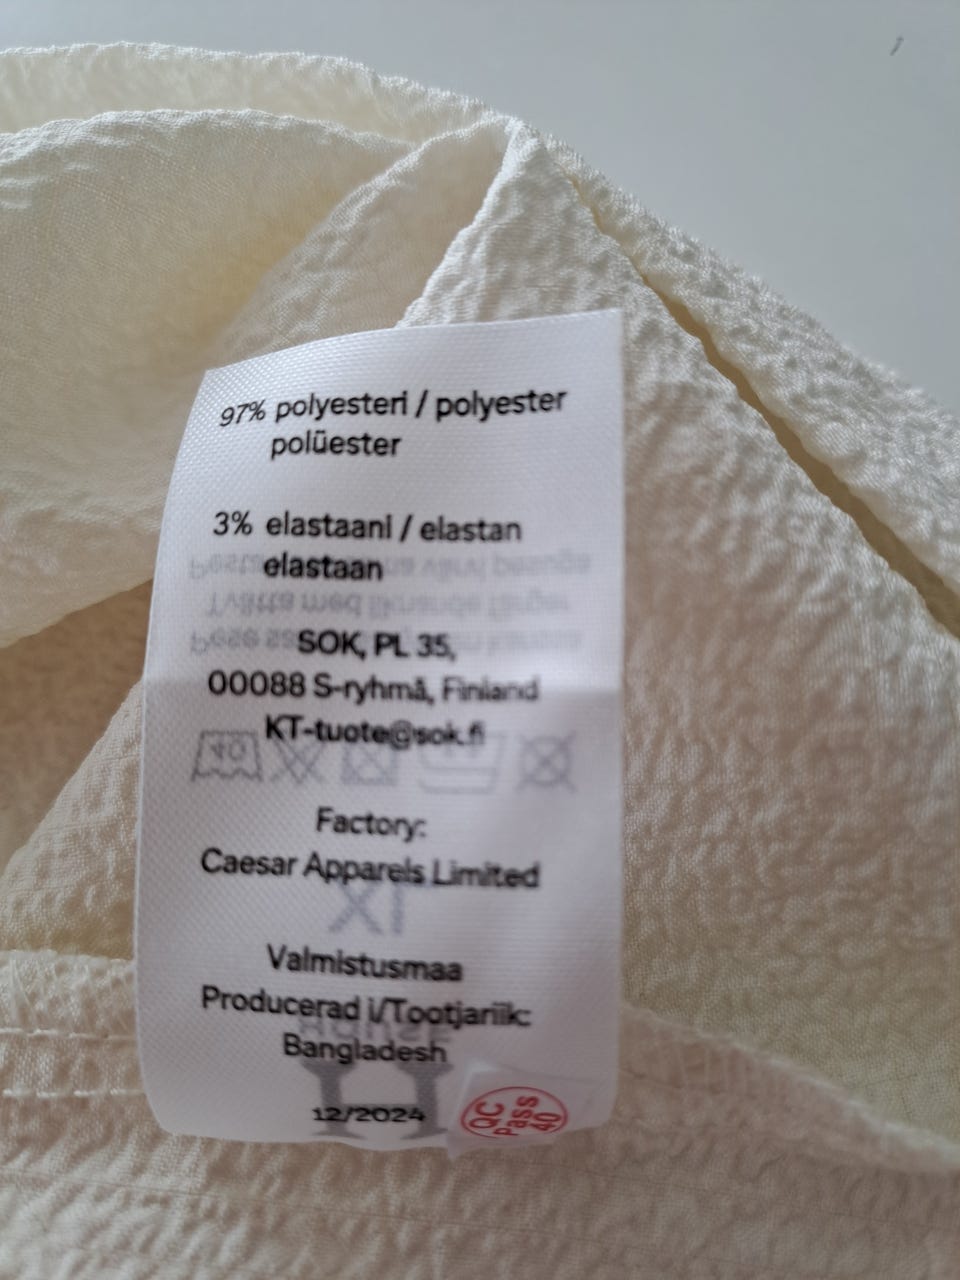 97% polyesteri / polyester
polüester
3% elastaani / elastan
elastaan
SOK, PL 35,
00088 S-ryhmä, Finland
KT-tuote@sok.fi
Factory:
Caesar Apparels Limited
Valmistusmaa
Producerad i/Tootjariik:
Bangladesh
12/2024
QC
Pass
40